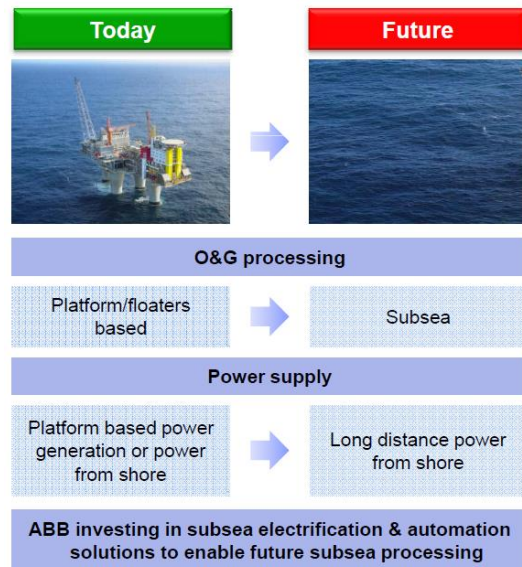 Today
Future
O&G processing
Platform/floaters
based
Subsea
Power supply
Platform based power
generation or power
from shore
Long distance power
from shore
ABB investing in subsea electrification & automation
solutions to enable future subsea processing